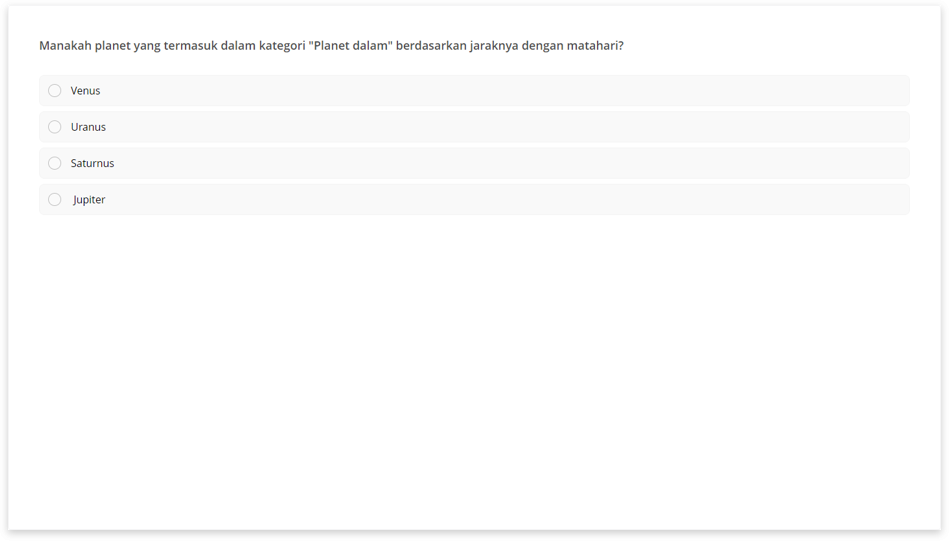 Manakah planet yang termasuk dalam kategori "Planet dalam" berdasarkan jaraknya dengan matahari?
Venus
Uranus
Saturnus
Jupiter